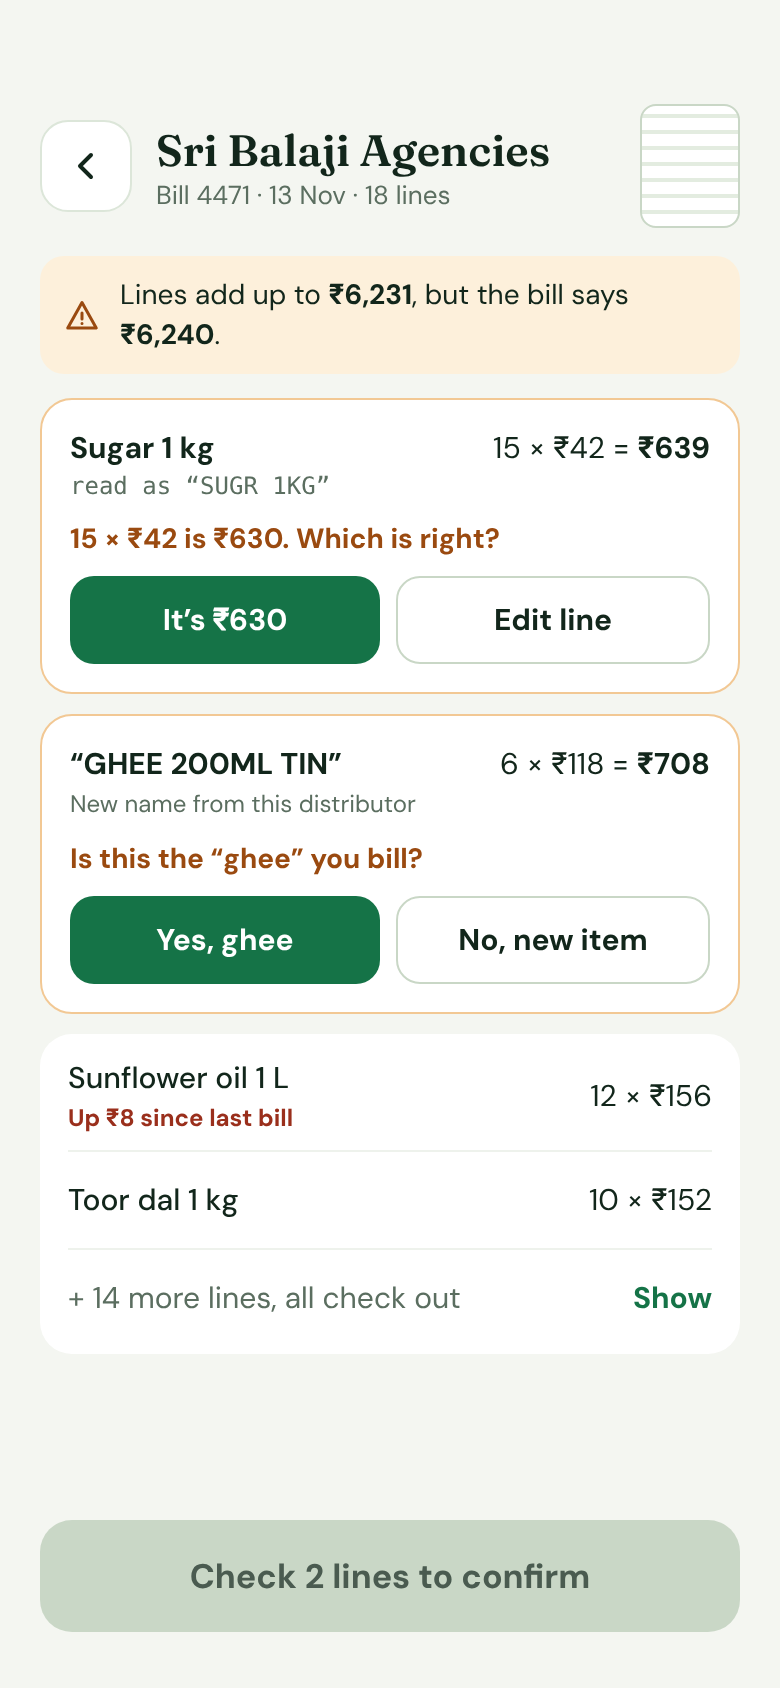 Sri Balaji Agencies
Bill 4471 · 13 Nov · 18 lines
Lines add up to ₹6,231, but the bill says
₹6,240.
Sugar 1 kg
15 × ₹42 = ₹639
read as “SUGR 1KG”
15 × ₹42 is ₹630. Which is right?
It’s ₹630
Edit line
“GHEE 200ML TIN”
6 × ₹118 = ₹708
New name from this distributor
Is this the “ghee” you bill?
Yes, ghee
No, new item
Sunflower oil 1 L
12 × ₹156
Up ₹8 since last bill
Toor dal 1 kg
10 × ₹152
+ 14 more lines, all check out
Show
Check 2 lines to confirm